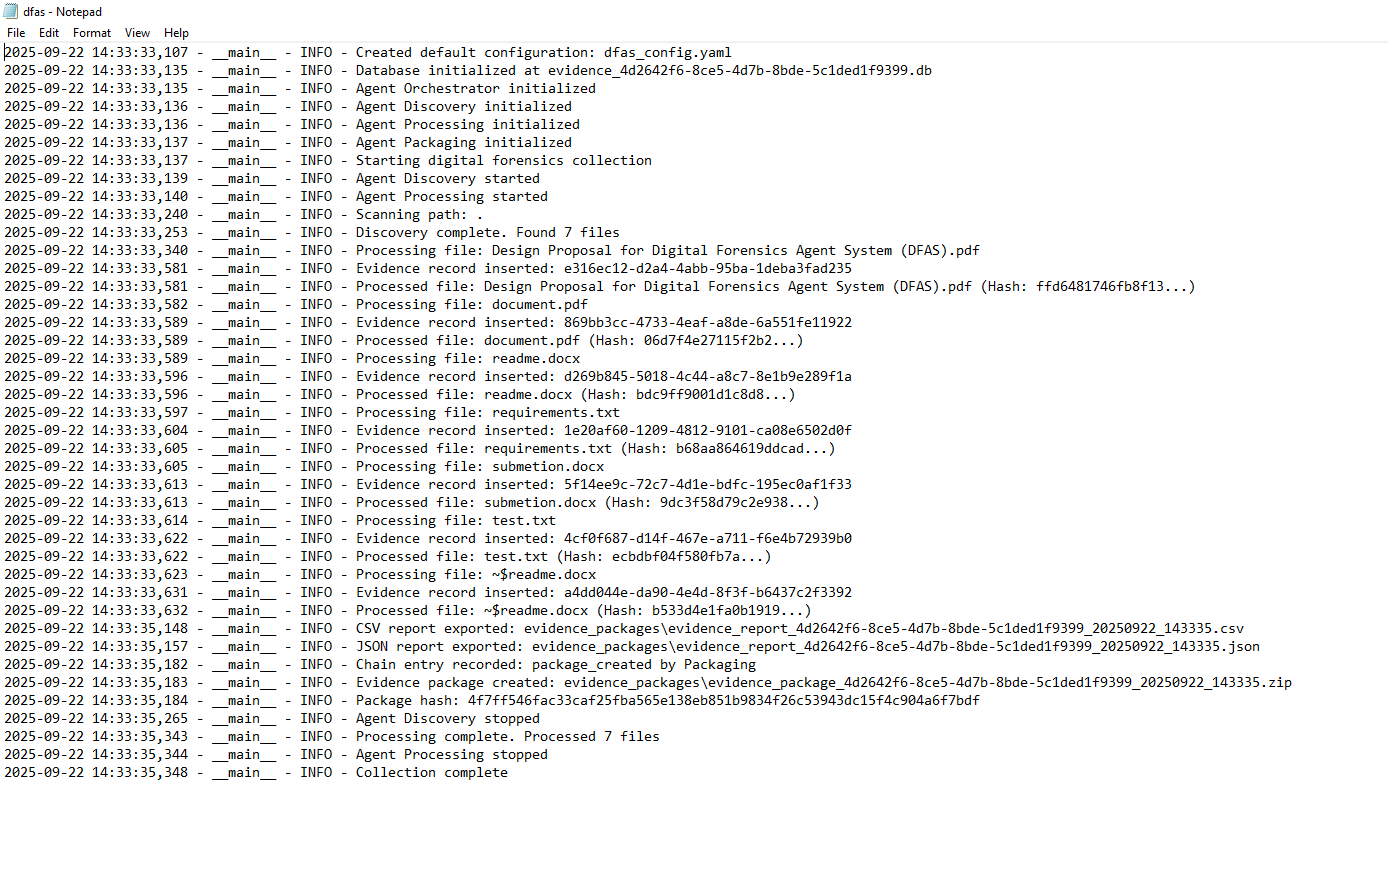 dfas - Notepad
File Edit Format View Help
2025-09-22 14:33:33,107 - __main__ - INFO - Created default configuration: dfas_config.yaml
2025-09-22 14:33:33,135 - __main__ - INFO - Database initialized at evidence_4d2642f6-8ce5-4d7b-8bde-5c1ded1f9399.db
2025-09-22 14:33:33,135 - __main__ - INFO - Agent Orchestrator initialized
2025-09-22 14:33:33,136 - __main__ - INFO - Agent Discovery initialized
2025-09-22 14:33:33,136 - __main__ - INFO - Agent Processing initialized
2025-09-22 14:33:33,137 - __main__ - INFO - Agent Packaging initialized
2025-09-22 14:33:33,137 - __main__ - INFO - Starting digital forensics collection
2025-09-22 14:33:33,139 - __main__ - INFO - Agent Discovery started
2025-09-22 14:33:33,140 - __main__ - INFO - Agent Processing started
2025-09-22 14:33:33,240 - __main__ - INFO - Scanning path: .
2025-09-22 14:33:33,253 - __main__ - INFO - Discovery complete. Found 7 files
2025-09-22 14:33:33,340 - __main__ - INFO - Processing file: Design Proposal for Digital Forensics Agent System (DFAS).pdf
2025-09-22 14:33:33,581 - __main__ - INFO - Evidence record inserted: e316ec12-d2a4-4abb-95ba-1deba3fad235
2025-09-22 14:33:33,581 - __main__ - INFO - Processed file: Design Proposal for Digital Forensics Agent System (DFAS).pdf (Hash: ffd6481746fb8f13...)
2025-09-22 14:33:33,582 - __main__ - INFO - Processing file: document.pdf
2025-09-22 14:33:33,589 - __main__ - INFO - Evidence record inserted: 869bb3cc-4733-4eaf-a8de-6a551fe11922
2025-09-22 14:33:33,589 - __main__ - INFO - Processed file: document.pdf (Hash: 06d7f4e27115f2b2...)
2025-09-22 14:33:33,589 - __main__ - INFO - Processing file: readme.docx
2025-09-22 14:33:33,596 - __main__ - INFO - Evidence record inserted: d269b845-5018-4c44-a8c7-8e1b9e289f1a
2025-09-22 14:33:33,596 - __main__ - INFO - Processed file: readme.docx (Hash: bdc9ff9001d1c8d8...)
2025-09-22 14:33:33,597 - __main__ - INFO - Processing file: requirements.txt
2025-09-22 14:33:33,604 - __main__ - INFO - Evidence record inserted: 1e20af60-1209-4812-9101-ca08e6502d0f
2025-09-22 14:33:33,605 - __main__ - INFO - Processed file: requirements.txt (Hash: b68aa864619ddcad...)
2025-09-22 14:33:33,605 - __main__ - INFO - Processing file: submetion.docx
2025-09-22 14:33:33,613 - __main__ - INFO - Evidence record inserted: 5f14ee9c-72c7-4d1e-bdfc-195ec0af1f33
2025-09-22 14:33:33,613 - __main__ - INFO - Processed file: submetion.docx (Hash: 9dc3f58d79c2e938...)
2025-09-22 14:33:33,614 - __main__ - INFO - Processing file: test.txt
2025-09-22 14:33:33,622 - __main__ - INFO - Evidence record inserted: 4cf0f687-d14f-467e-a711-f6e4b72939b0
2025-09-22 14:33:33,622 - __main__ - INFO - Processed file: test.txt (Hash: ecbdbf04f580fb7a...)
2025-09-22 14:33:33,623 - __main__ - INFO - Processing file: ~$readme.docx
2025-09-22 14:33:33,631 - __main__ - INFO - Evidence record inserted: a4dd044e-da90-4e4d-8f3f-b6437c2f3392
2025-09-22 14:33:33,632 - __main__ - INFO - Processed file: ~$readme.docx (Hash: b533d4e1fa0b1919...)
2025-09-22 14:33:35,148 - __main__ - INFO - CSV report exported: evidence_packages\evidence_report_4d2642f6-8ce5-4d7b-8bde-5c1ded1f9399_20250922_143335.csv
2025-09-22 14:33:35,157 - __main__ - INFO - JSON report exported: evidence_packages\evidence_report_4d2642f6-8ce5-4d7b-8bde-5c1ded1f9399_20250922_143335.json
2025-09-22 14:33:35,182 - __main__ - INFO - Chain entry recorded: package_created by Packaging
2025-09-22 14:33:35,183 - __main__ - INFO - Evidence package created: evidence_packages\evidence_package_4d2642f6-8ce5-4d7b-8bde-5c1ded1f9399_20250922_143335.zip
2025-09-22 14:33:35,184 - __main__ - INFO - Package hash: 4f7ff546fac33caf25fba565e138eb851b9834f26c53943dc15f4c904a6f7bdf
2025-09-22 14:33:35,265 - __main__ - INFO - Agent Discovery stopped
2025-09-22 14:33:35,343 - __main__ - INFO - Processing complete. Processed 7 files
2025-09-22 14:33:35,344 - __main__ - INFO - Agent Processing stopped
2025-09-22 14:33:35,348 - __main__ - INFO - Collection complete